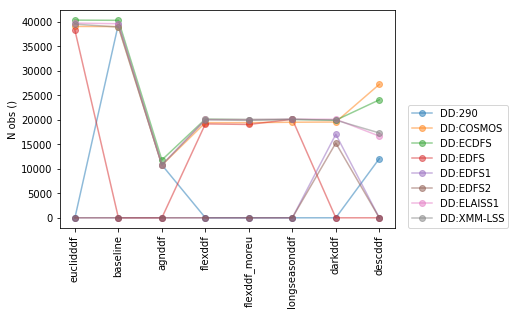 40000
35000
30000
25000
20000
15000
10000
5000
0
N obs ()
euclidddf
baseline
agnddf
flexddf
flexddf_moreu
longseasonddf
darkddf
descddf
DD:290
DD:COSMOS
DD:ECDFS
DD:EDFS
DD:EDFS1
DD:EDFS2
DD:ELAISS1
DD:XMM-LSS